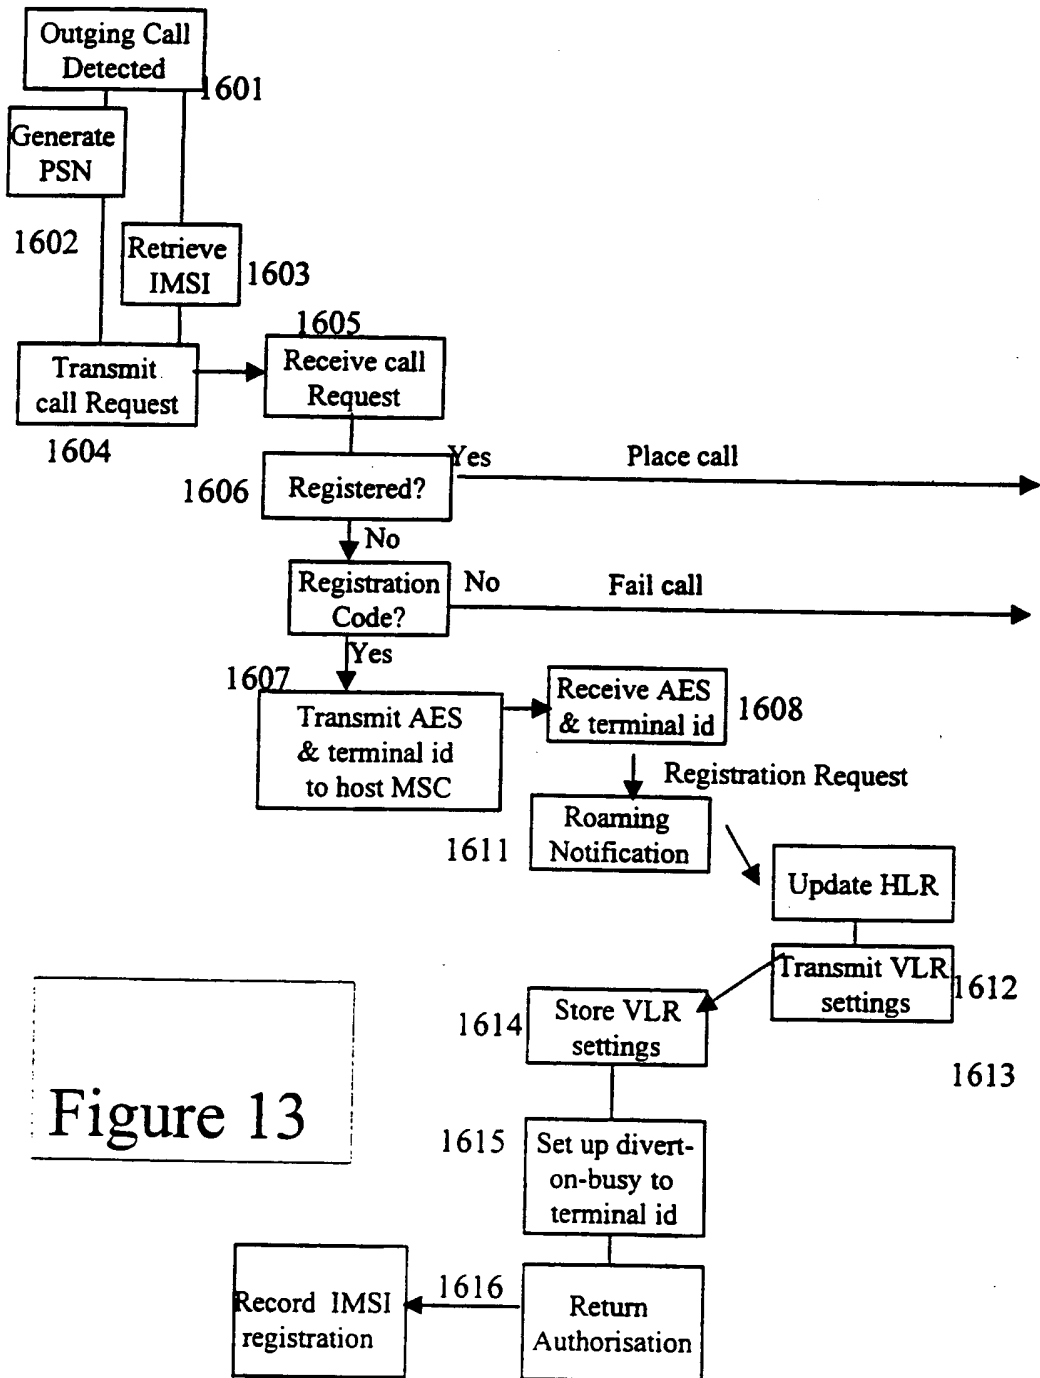 Outging Call
Detected
1601
Generate
PSN
1602
Retrieve
IMSI
1603
1605
Transmit
call Request
1604
Receive call
Request
Yes
Place call
1606
Registered?
No
Registration
Code?
No
Fail call
Yes
1607
Transmit AES
& terminal id
to host MSC
Receive AES
& terminal id
1608
Registration Request
1611
Roaming
Notification
Update HLR
Transmit VLR
settings
1612
1614
Store VLR
settings
1613
Figure 13
1615
Set up divert-
on-busy to
terminal id
1616
Record IMSI
registration
Return
Authorisation